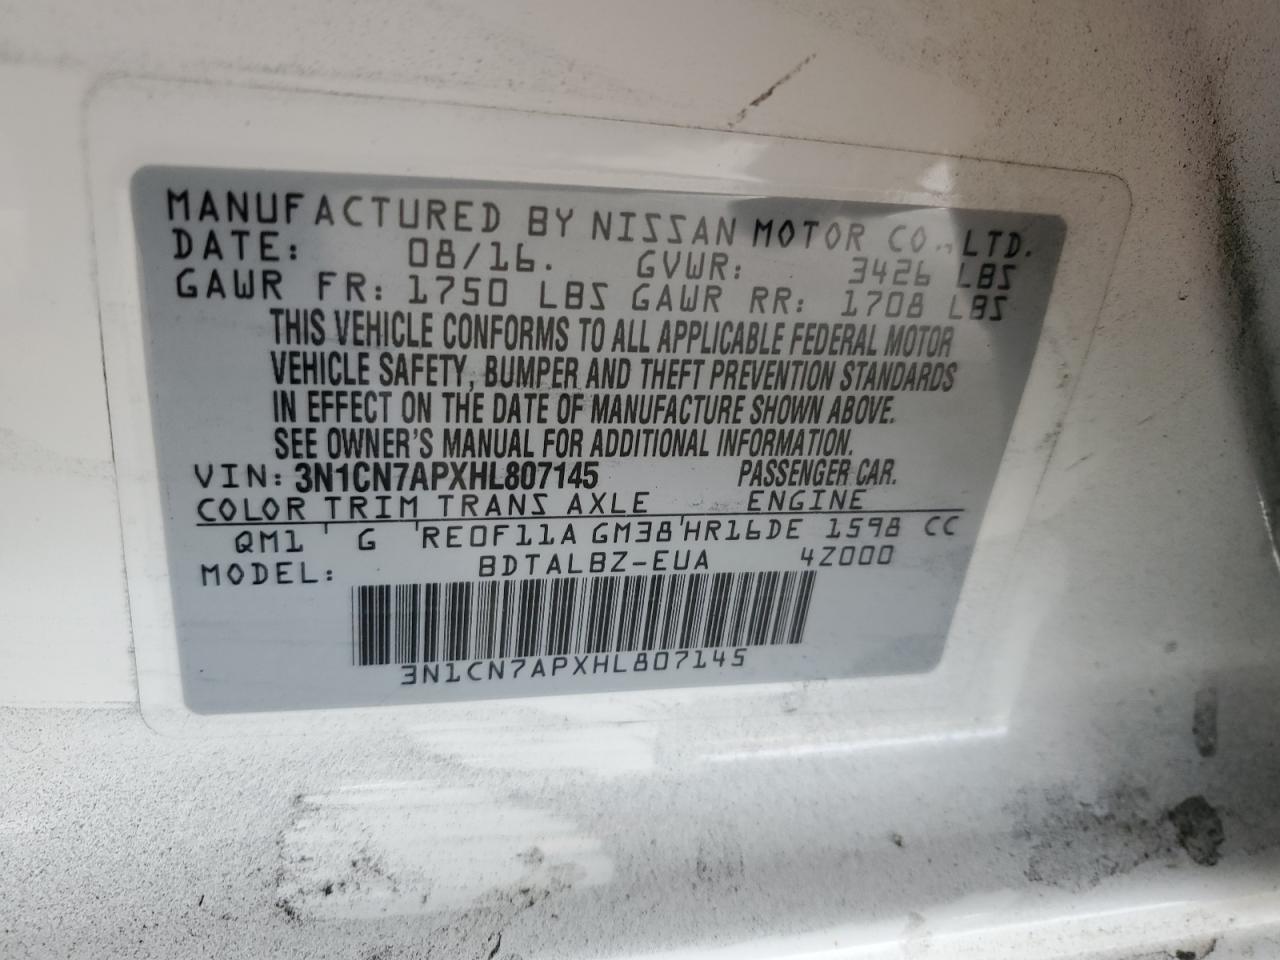 MANUFACTURED BY NISSAN MOTOR CO., LTD.
DATE: 08/16. GVWR: 3426 LBS
GAWR FR: 1750 LBS GAWR RR: 1708 LBS
THIS VEHICLE CONFORMS TO ALL APPLICABLE FEDERAL MOTOR
VEHICLE SAFETY, BUMPER AND THEFT PREVENTION STANDARDS
IN EFFECT ON THE DATE OF MANUFACTURE SHOWN ABOVE.
SEE OWNER'S MANUAL FOR ADDITIONAL INFORMATION.
VIN: 3N1CN7APXHL807145 PASSENGER CAR.
COLOR TRIM TRANS AXLE ENGINE
QM1 G RE0F11A GM38 HR16DE 1598 CC
MODEL: BDTALBZ-EUA 4Z000
3N1CN7APXHL807145